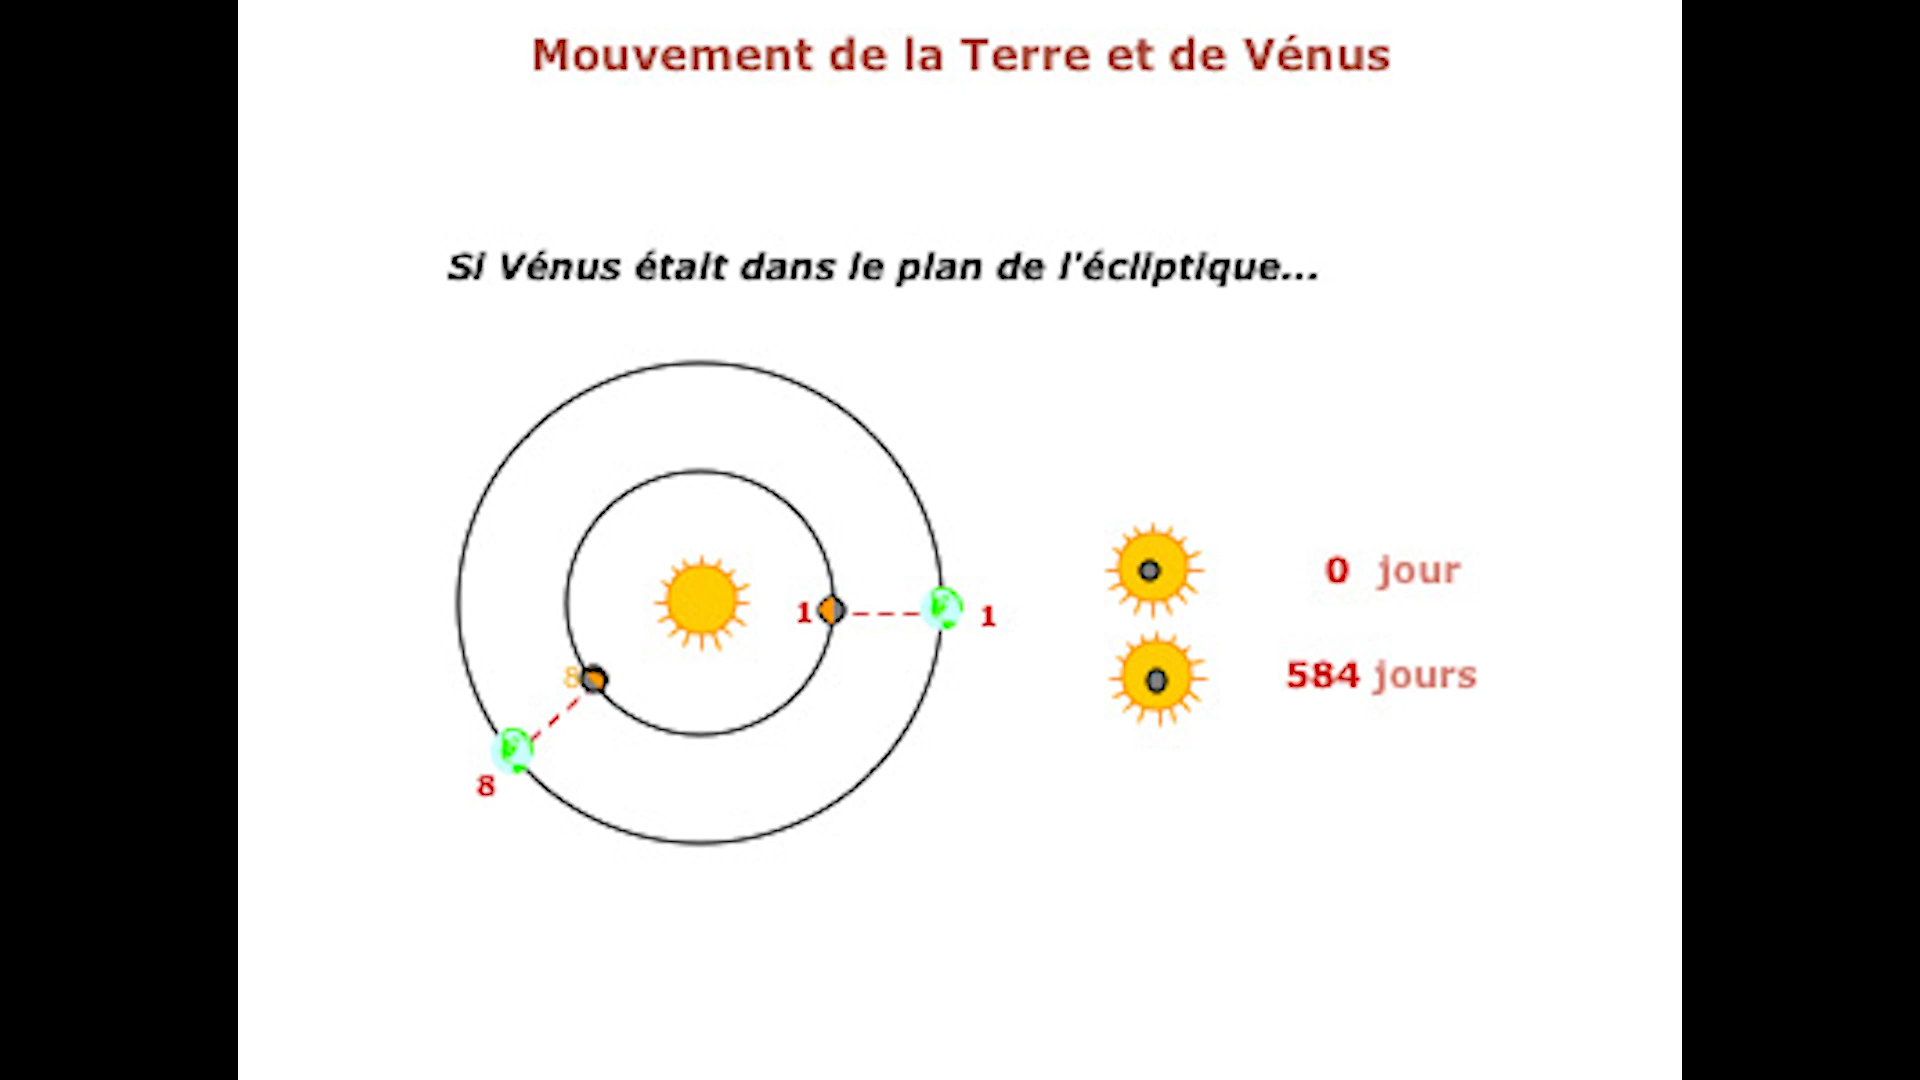 Mouvement de la Terre et de Vénus
Si Vénus était dans le plan de l'écliptique...
0 jour
1 1
584 jours
8
8